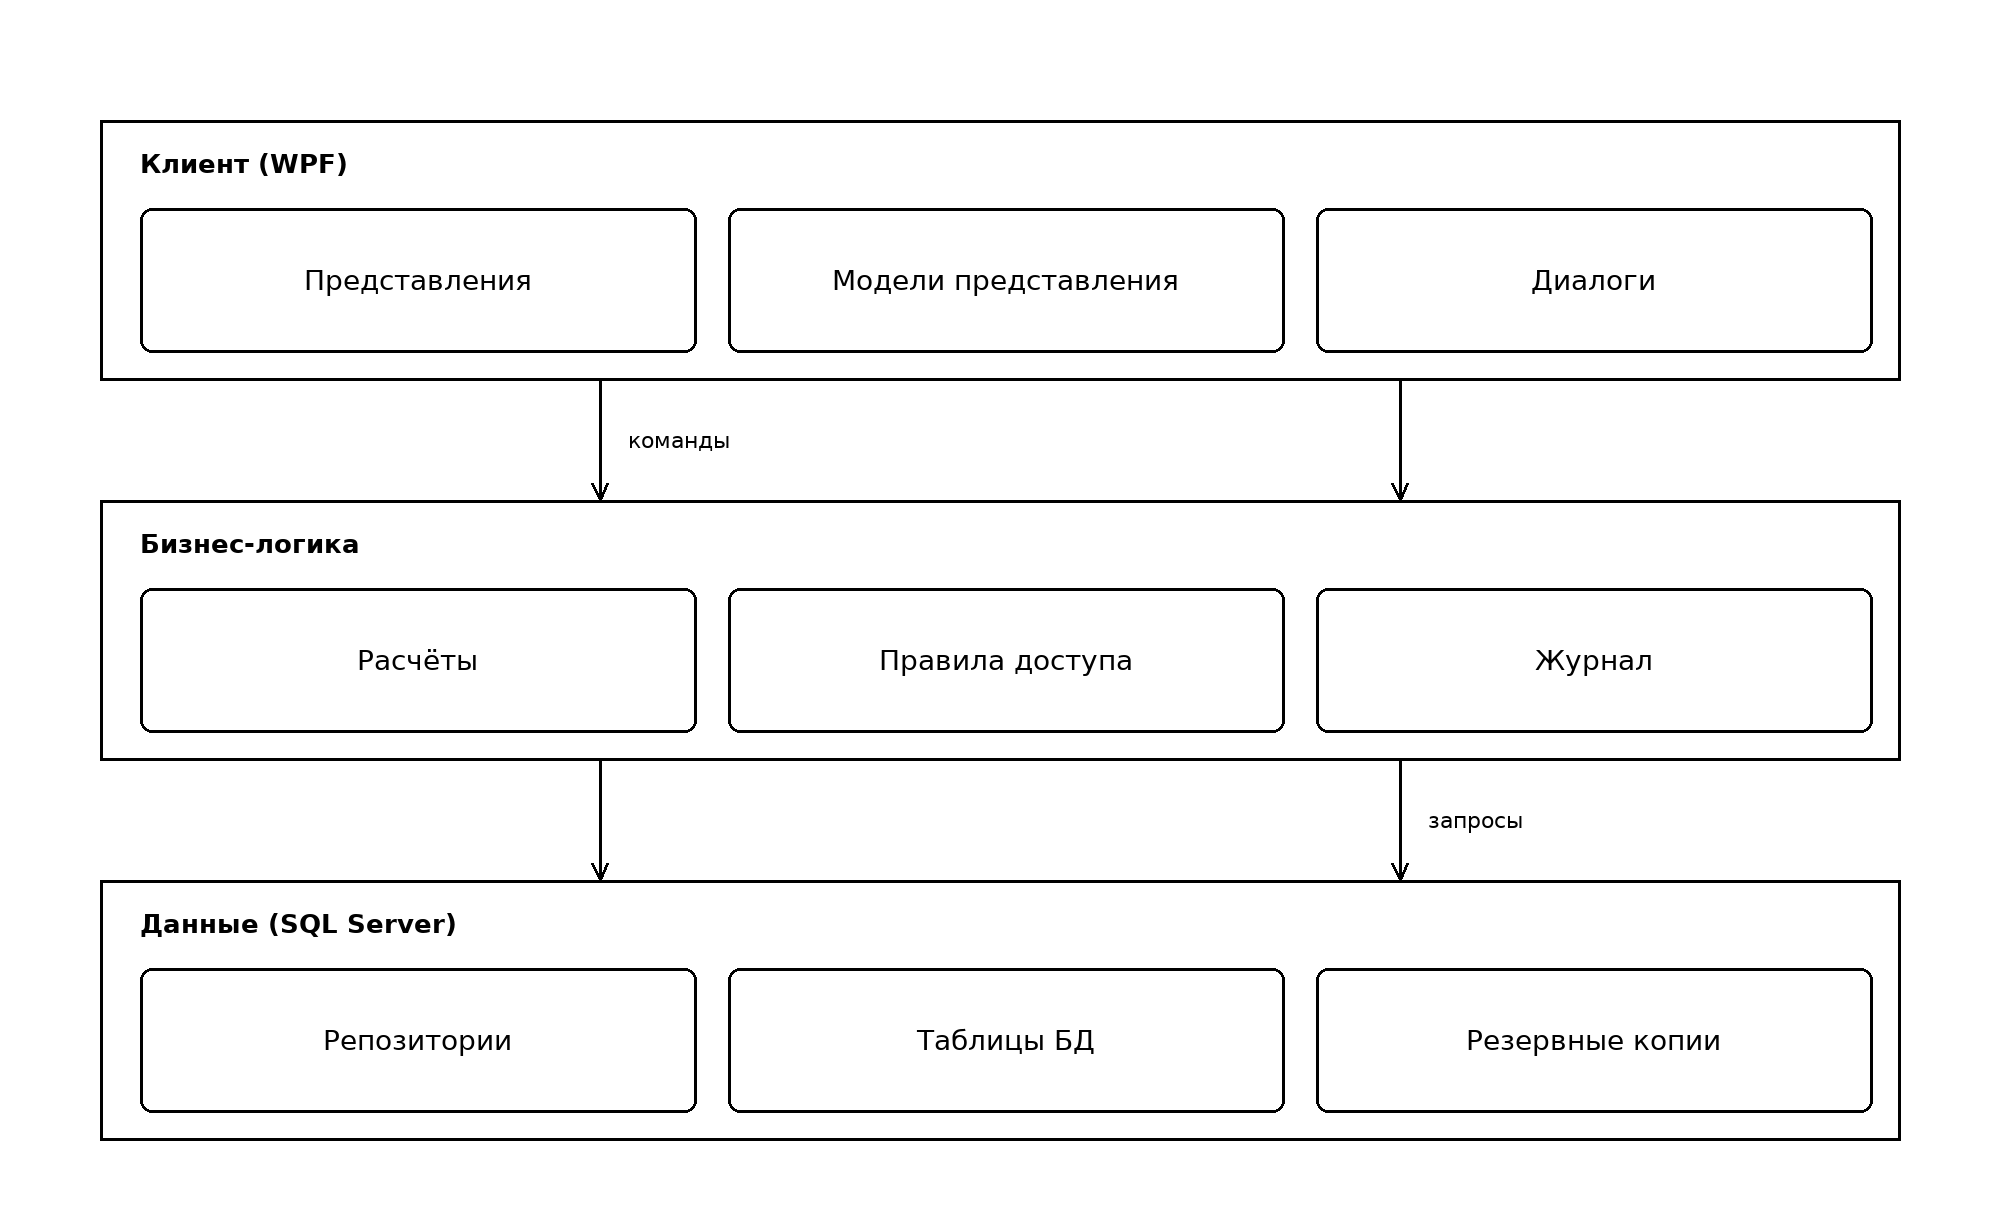 Клиент (WPF)
Представления
Модели представления
Диалоги
команды
Бизнес-логика
Расчёты
Правила доступа
Журнал
запросы
Данные (SQL Server)
Репозитории
Таблицы БД
Резервные копии